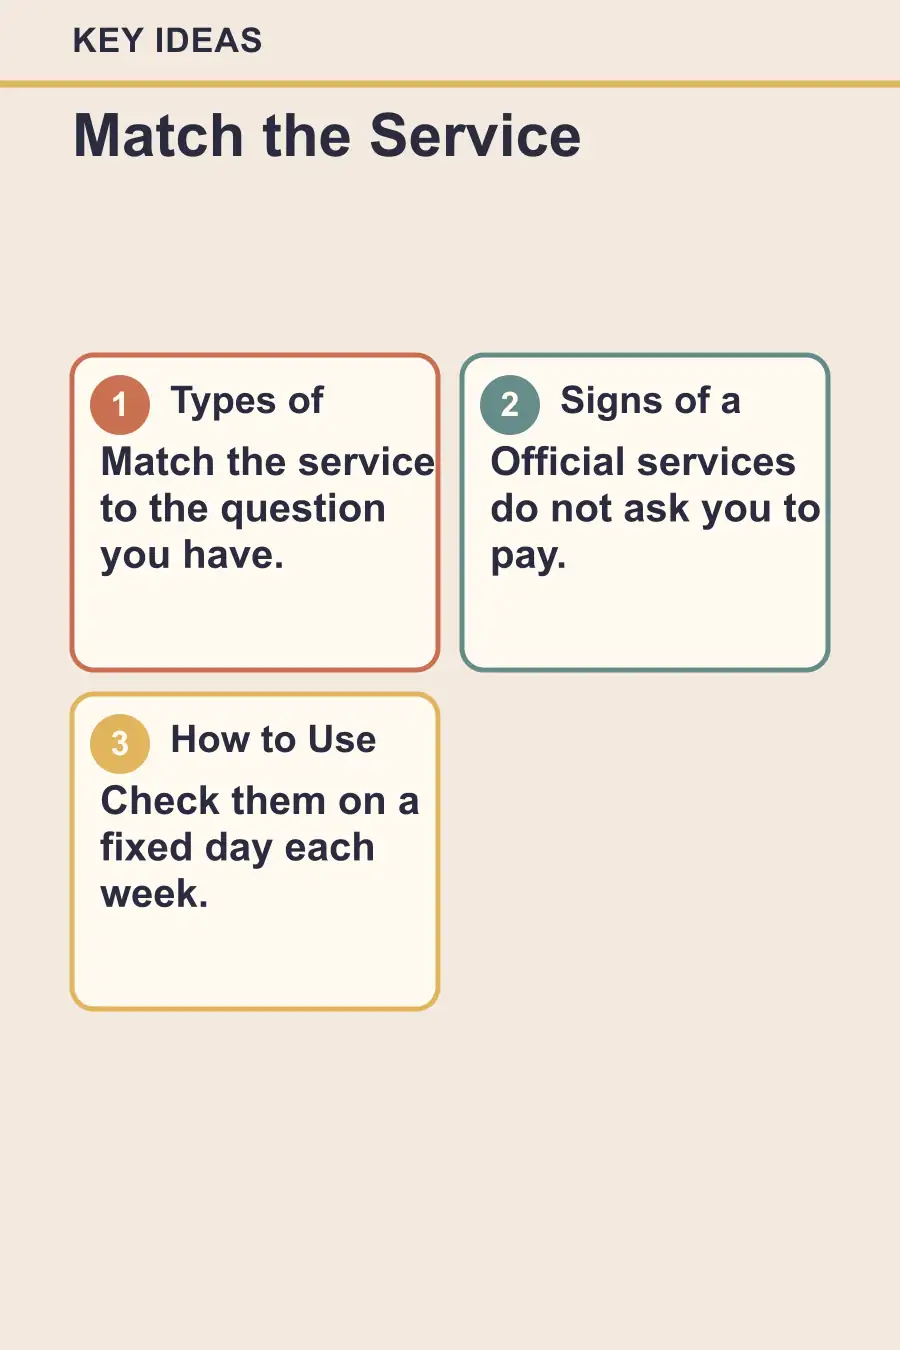 KEY IDEAS
Match the Service
1 Types of
Match the service
to the question
you have.
2 Signs of a
Official services
do not ask you to
pay.
3 How to Use
Check them on a
fixed day each
week.